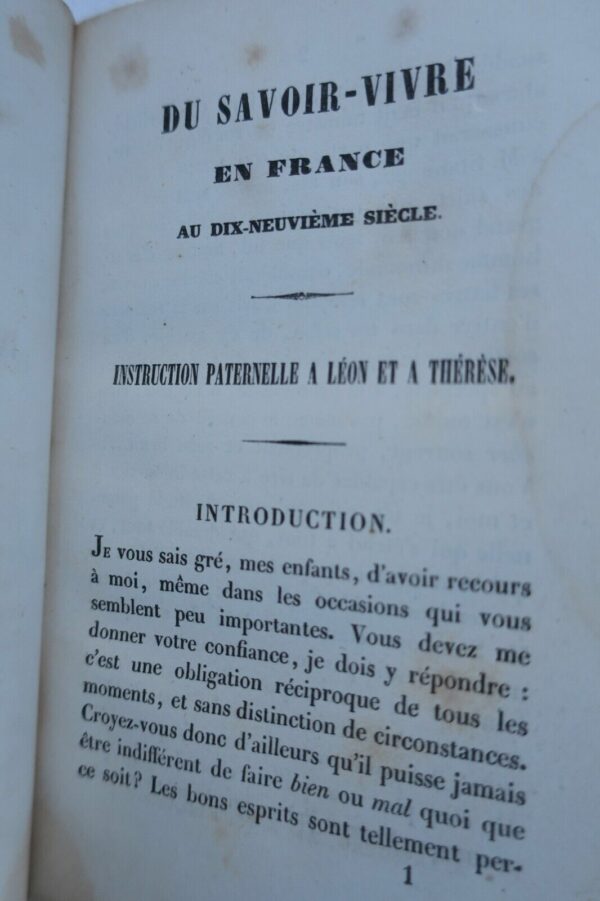 DU SAVOIR-VIVRE
EN FRANCE
AU DIX-NEUVIÈME SIÈCLE.
INSTRUCTION PATERNELLE A LÉON ET A THÉRÈSE.
INTRODUCTION.
JE vous sais gré, mes enfants, d'avoir recours
à moi, même dans les occasions qui vous
semblent peu importantes. Vous devez me
donner votre confiance, je dois y répondre :
c'est une obligation réciproque de tous les
moments, et sans distinction de circonstances.
Croyez-vous donc d'ailleurs qu'il puisse jamais
être indifférent de faire bien ou mal quoi que
ce soit? Les bons esprits sont tellement per-
1